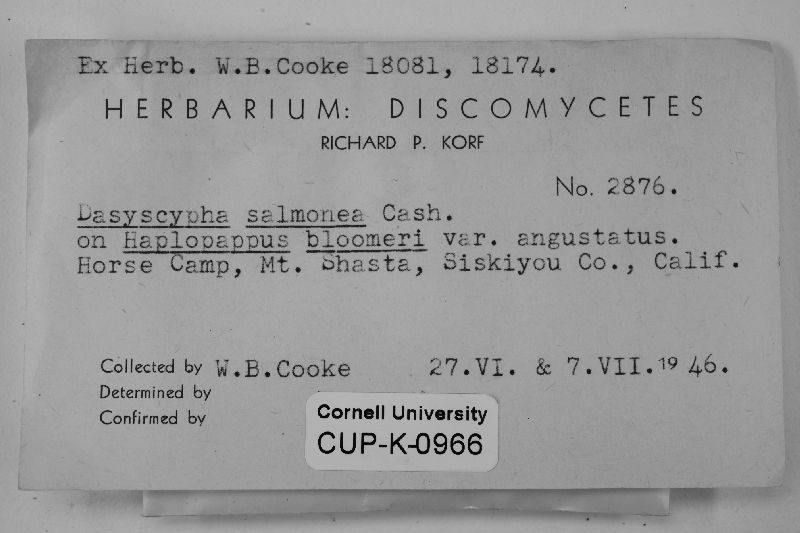 Ex Herb. W.B.Cooke 18081, 18174.
HERBARIUM: DISCOMYCETES
RICHARD P. KORF
No. 2876.
Dasyscypha salmonea Cash.
on Haplopappus bloomeri var. angustatus.
Horse Camp, Mt. Shasta, Siskiyou Co., Calif.
Collected by W.B.Cooke 27.VI. & 7.VII.1946.
Determined by
Confirmed by
Cornell University
CUP-K-0966